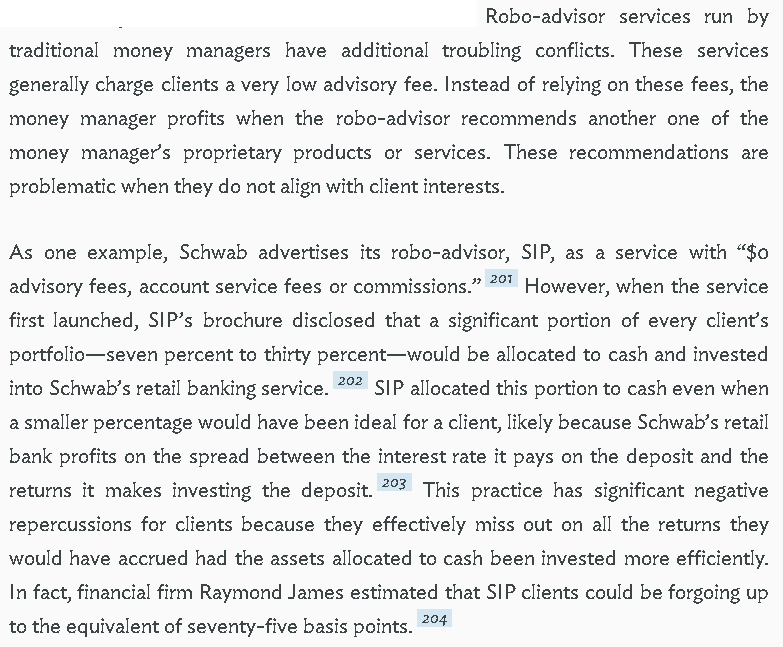 Robo-advisor services run by
traditional money managers have additional troubling conflicts. These services
generally charge clients a very low advisory fee. Instead of relying on these fees, the
money manager profits when the robo-advisor recommends another one of the
money manager's proprietary products or services. These recommendations are
problematic when they do not align with client interests.
As one example, Schwab advertises its robo-advisor, SIP, as a service with “$0
advisory fees, account service fees or commissions.” 201 However, when the service
first launched, SIP's brochure disclosed that a significant portion of every client's
portfolio—seven percent to thirty percent—would be allocated to cash and invested
into Schwab's retail banking service. 202 SIP allocated this portion to cash even when
a smaller percentage would have been ideal for a client, likely because Schwab's retail
bank profits on the spread between the interest rate it pays on the deposit and the
returns it makes investing the deposit. 203 This practice has significant negative
repercussions for clients because they effectively miss out on all the returns they
would have accrued had the assets allocated to cash been invested more efficiently.
In fact, financial firm Raymond James estimated that SIP clients could be forgoing up
to the equivalent of seventy-five basis points. 204